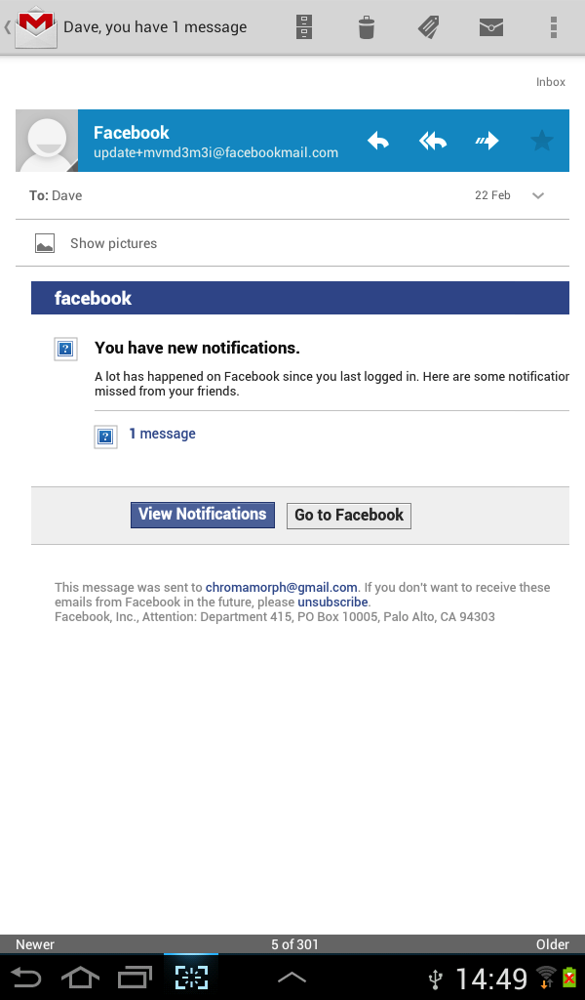 Dave, you have 1 message
Inbox
Facebook
update+mvmd3m3i@facebookmail.com
To: Dave
22 Feb
Show pictures
facebook
You have new notifications.
A lot has happened on Facebook since you last logged in. Here are some notification
missed from your friends.
1 message
View Notifications
Go to Facebook
This message was sent to chromamorph@gmail.com. If you don't want to receive these
emails from Facebook in the future, please unsubscribe.
Facebook, Inc., Attention: Department 415, PO Box 10005, Palo Alto, CA 94303
Newer
5 of 301
Older
14:49